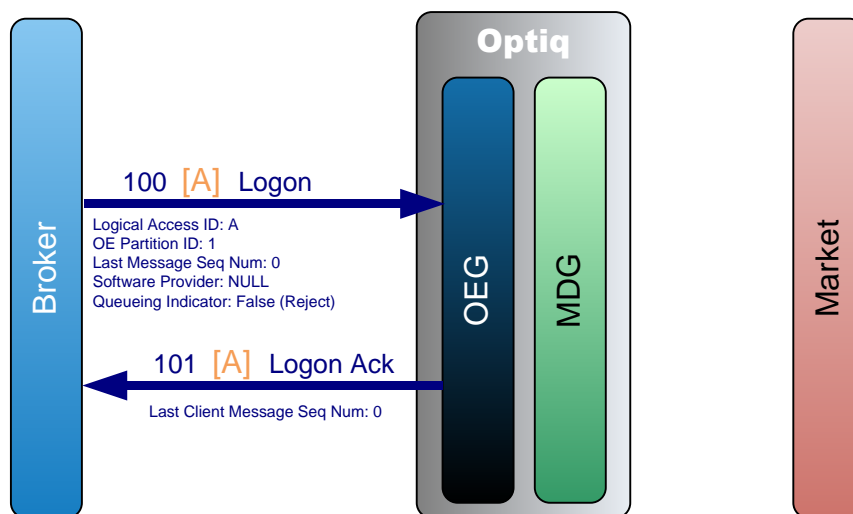 Optiq
Broker
100 [A] Logon
Logical Access ID: A
OE Partition ID: 1
Last Message Seq Num: 0
Software Provider: NULL
Queueing Indicator: False (Reject)
OEG
MDG
Market
101 [A] Logon Ack
Last Client Message Seq Num: 0